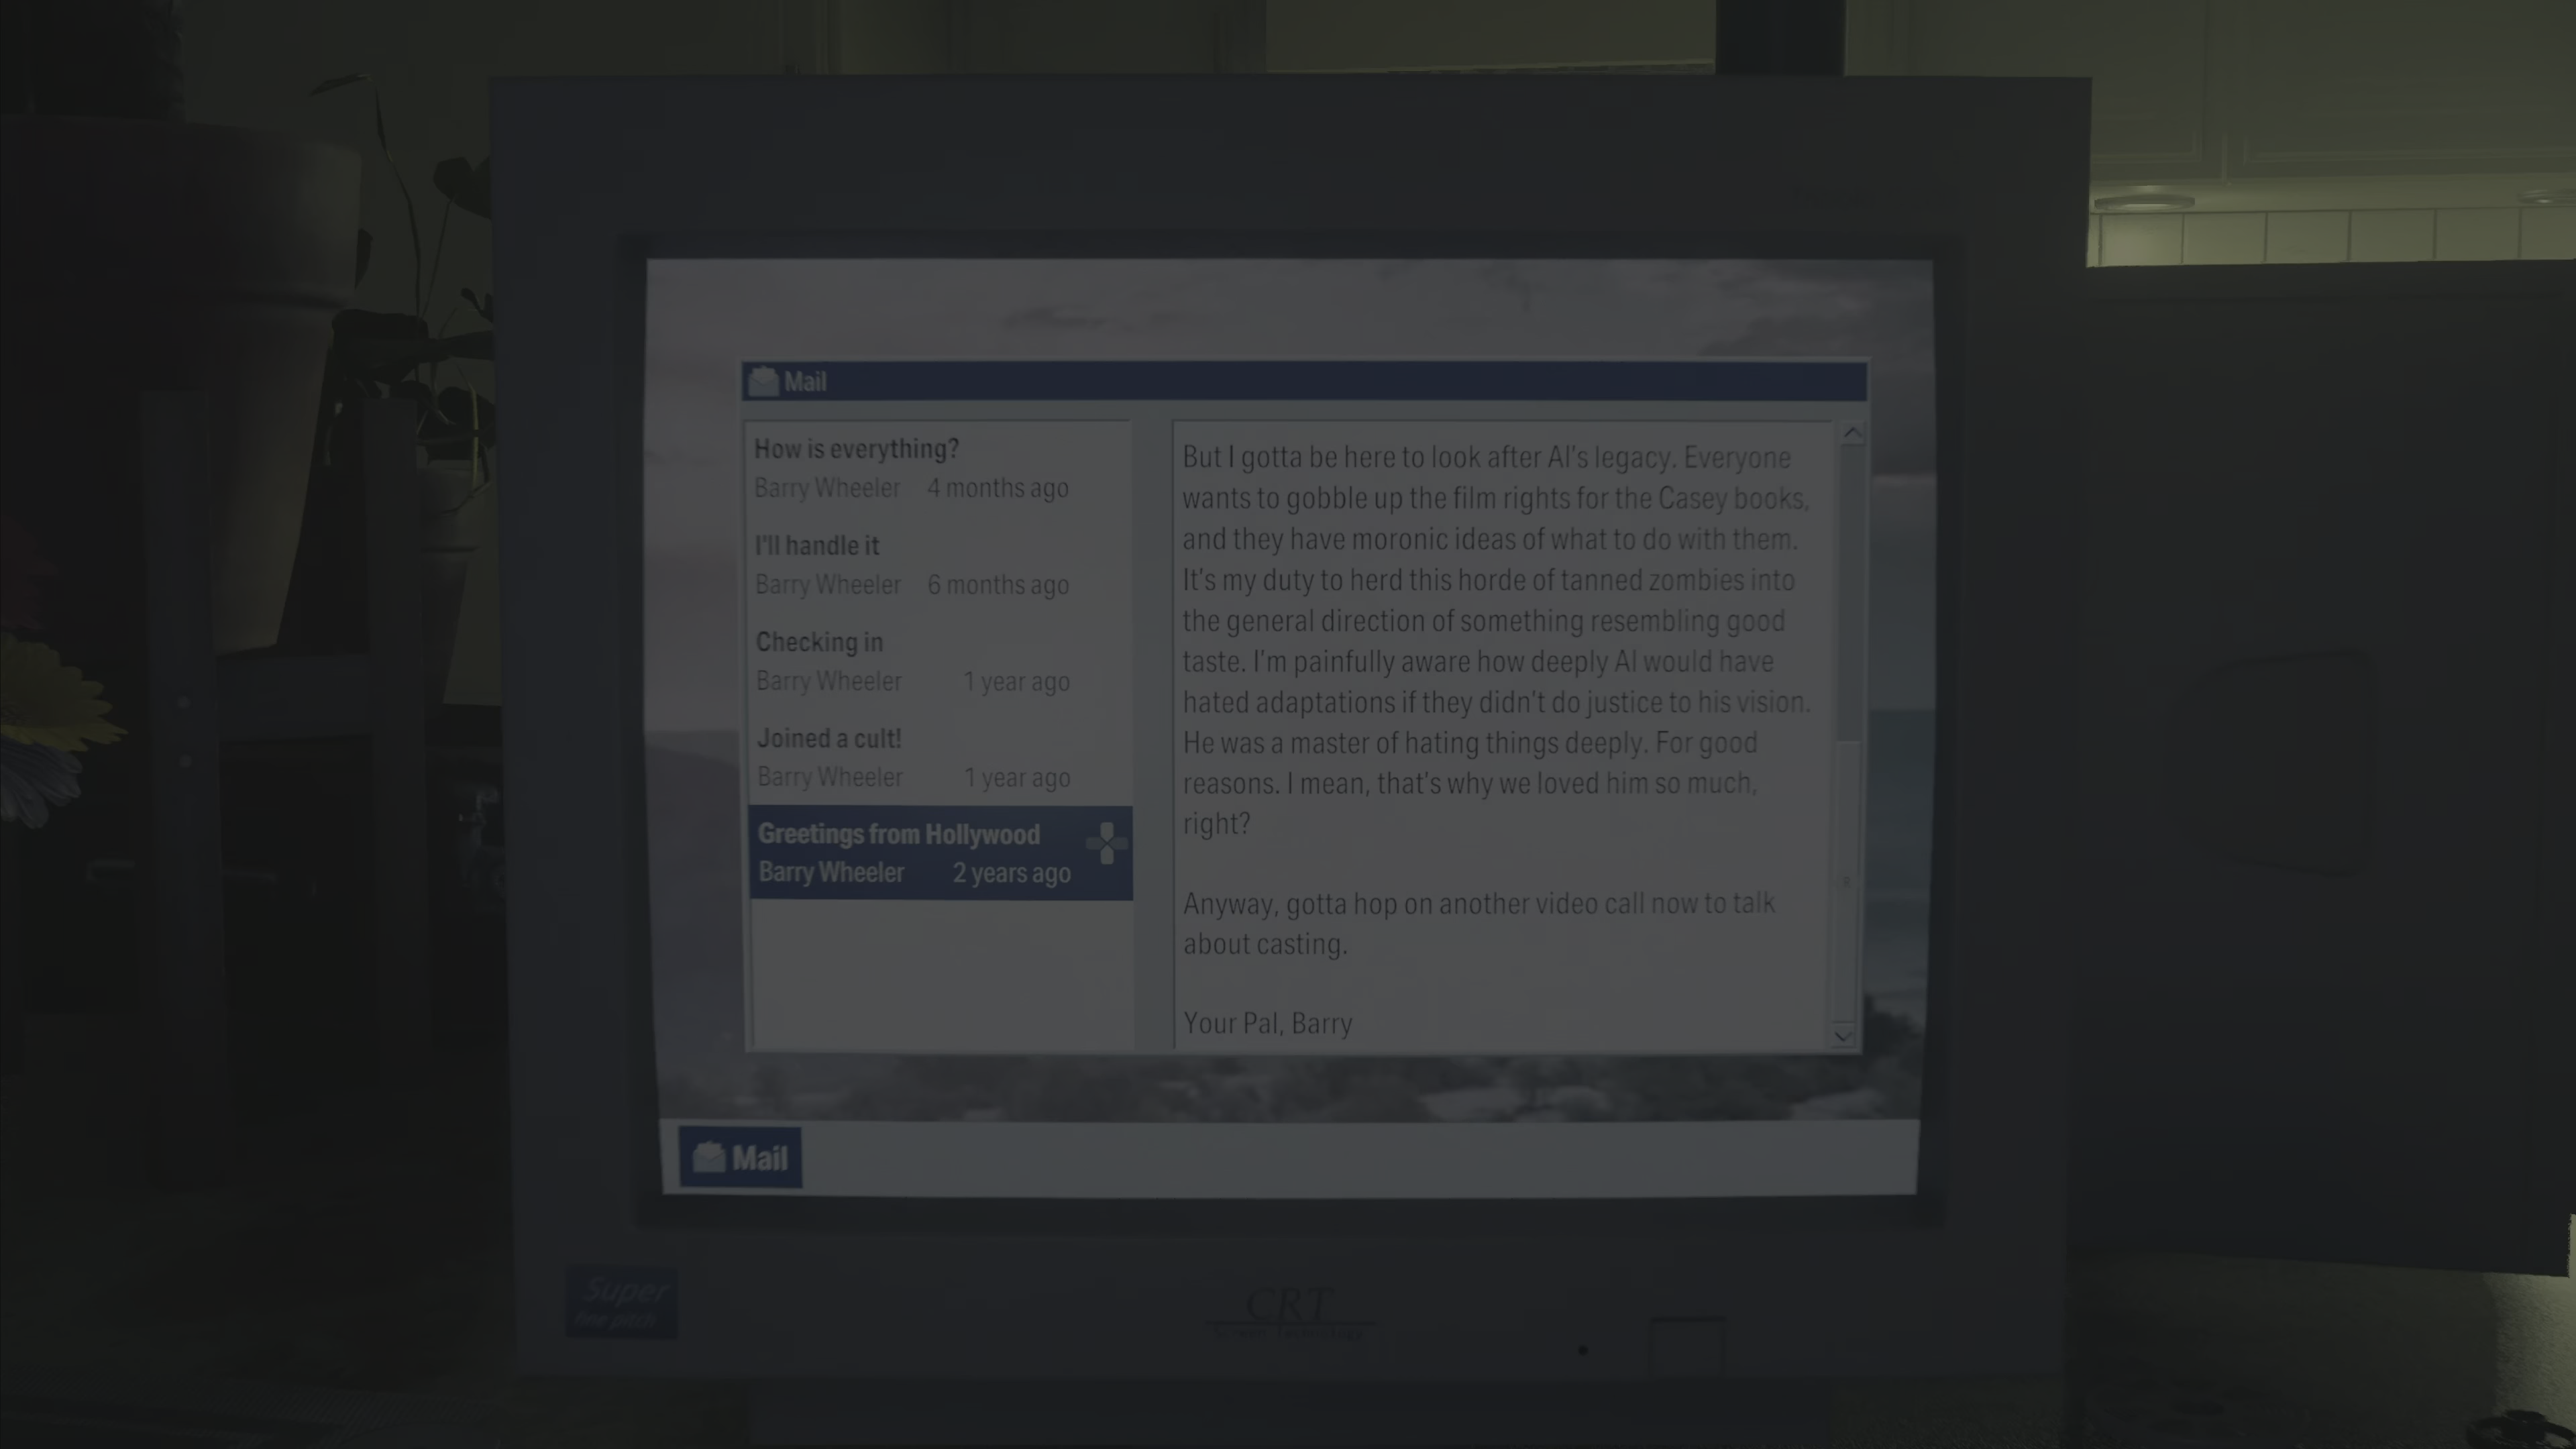 Mail
How is everything?
Barry Wheeler 4 months ago
I'll handle it
Barry Wheeler 6 months ago
Checking in
Barry Wheeler 1 year ago
Joined a cult!
Barry Wheeler 1 year ago
Greetings from Hollywood
Barry Wheeler 2 years ago
But I gotta be here to look after Al's legacy. Everyone
wants to gobble up the film rights for the Casey books,
and they have moronic ideas of what to do with them.
It's my duty to herd this horde of tanned zombies into
the general direction of something resembling good
taste. I'm painfully aware how deeply Al would have
hated adaptations if they didn't do justice to his vision.
He was a master of hating things deeply. For good
reasons. I mean, that's why we loved him so much,
right?
Anyway, gotta hop on another video call now to talk
about casting.
Your Pal, Barry
Mail
Super
fine pitch
CRT
Screen Technology